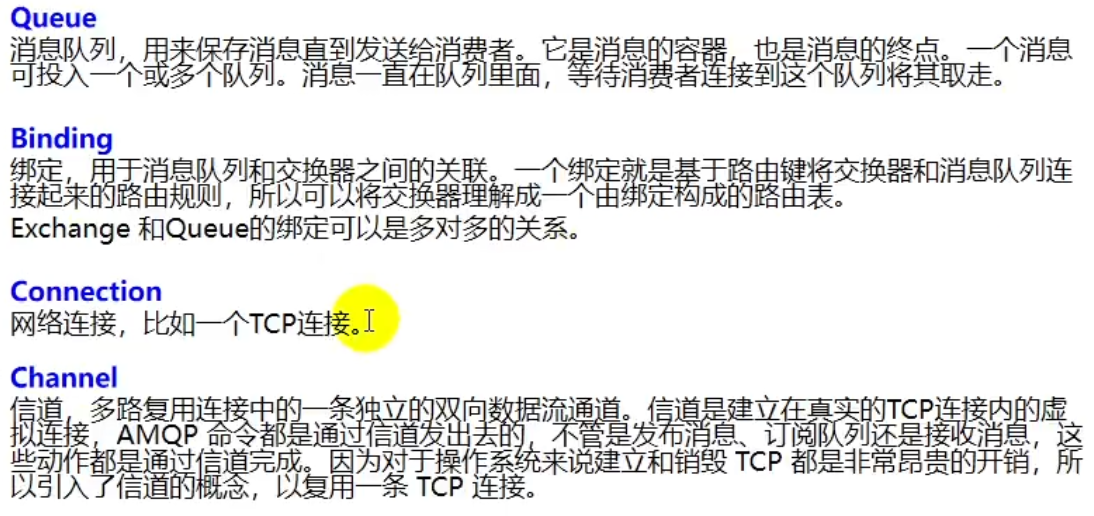 Queue
消息队列，用来保存消息直到发送给消费者。它是消息的容器，也是消息的终点。一个消息
可投入一个或多个队列。消息一直在队列里面，等待消费者连接到这个队列将其取走。
Binding
绑定，用于消息队列和交换器之间的关联。一个绑定就是基于路由键将交换器和消息队列连
接起来的路由规则，所以可以将交换器理解成一个由绑定构成的路由表。
Exchange 和Queue的绑定可以是多对多的关系。
Connection
网络连接，比如一个TCP连接。
Channel
信道，多路复用连接中的一条独立的双向数据流通道。信道是建立在真实的TCP连接内的虚
拟连接，AMQP 命令都是通过信道发出去的，不管是发布消息、订阅队列还是接收消息，这
些动作都是通过信道完成。因为对于操作系统来说建立和销毁 TCP 都是非常昂贵的开销，所
以引入了信道的概念，以复用一条 TCP 连接。